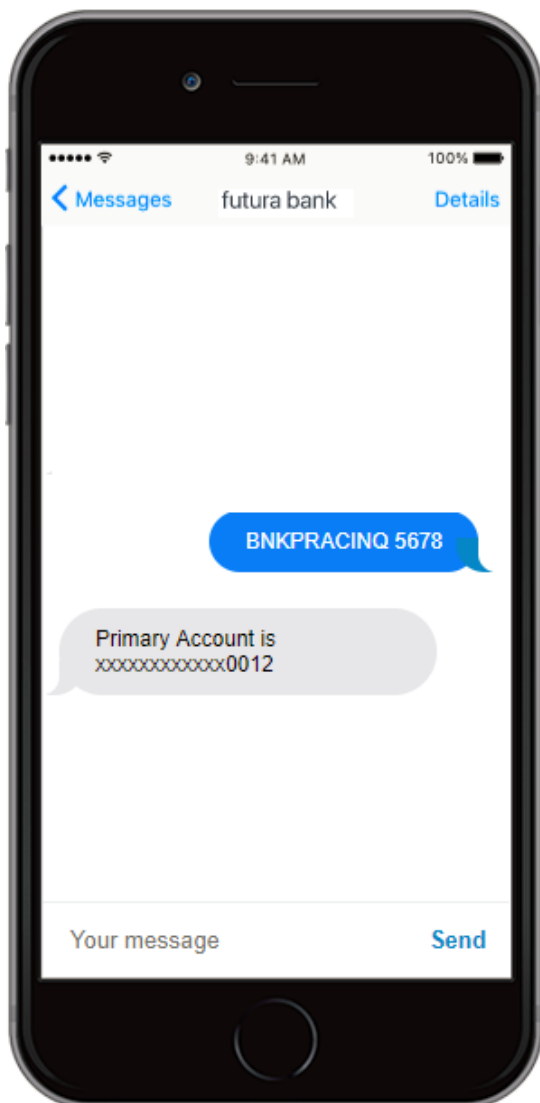 9:41 AM
100%
Messages
futura bank
Details
BNKPRACINQ 5678
Primary Account is
xxxxxxxxxxxx0012
Your message
Send